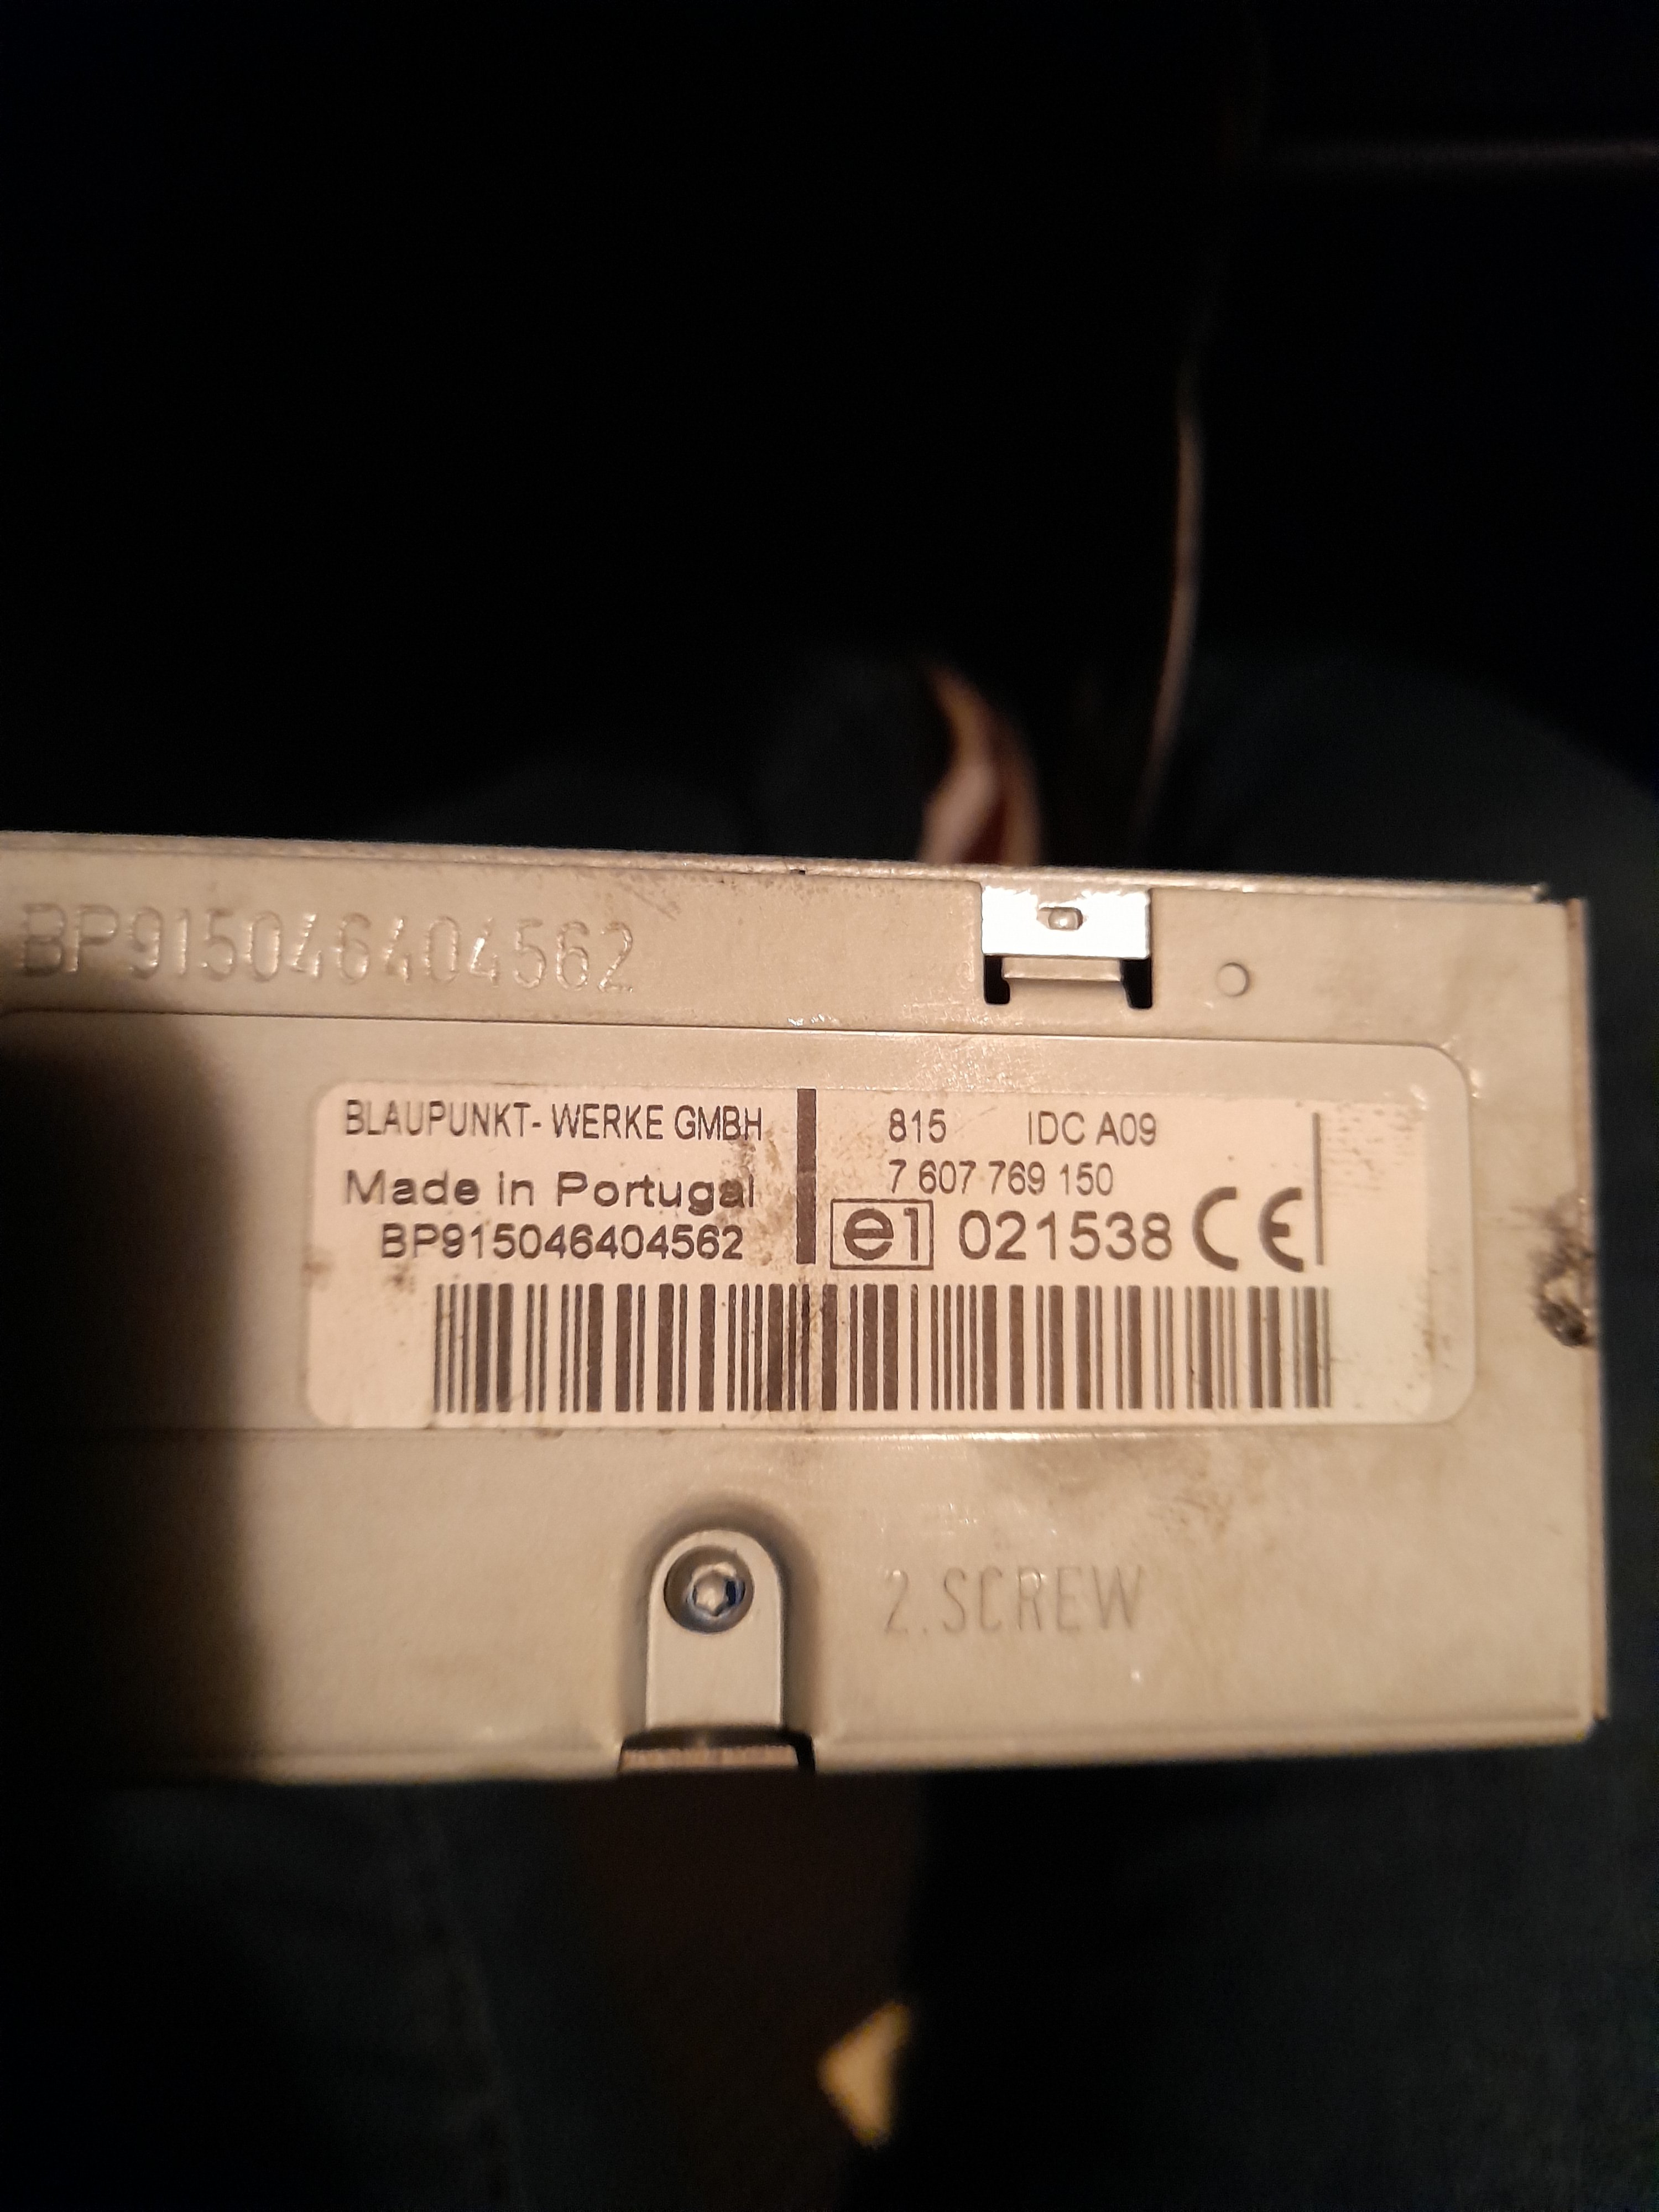 BP915046404562
BLAUPUNKT-WERKE GMBH
Made in Portugal
BP915046404562
815 IDC A09
7 607 769 150
e1 021538 CE
2.SCREW